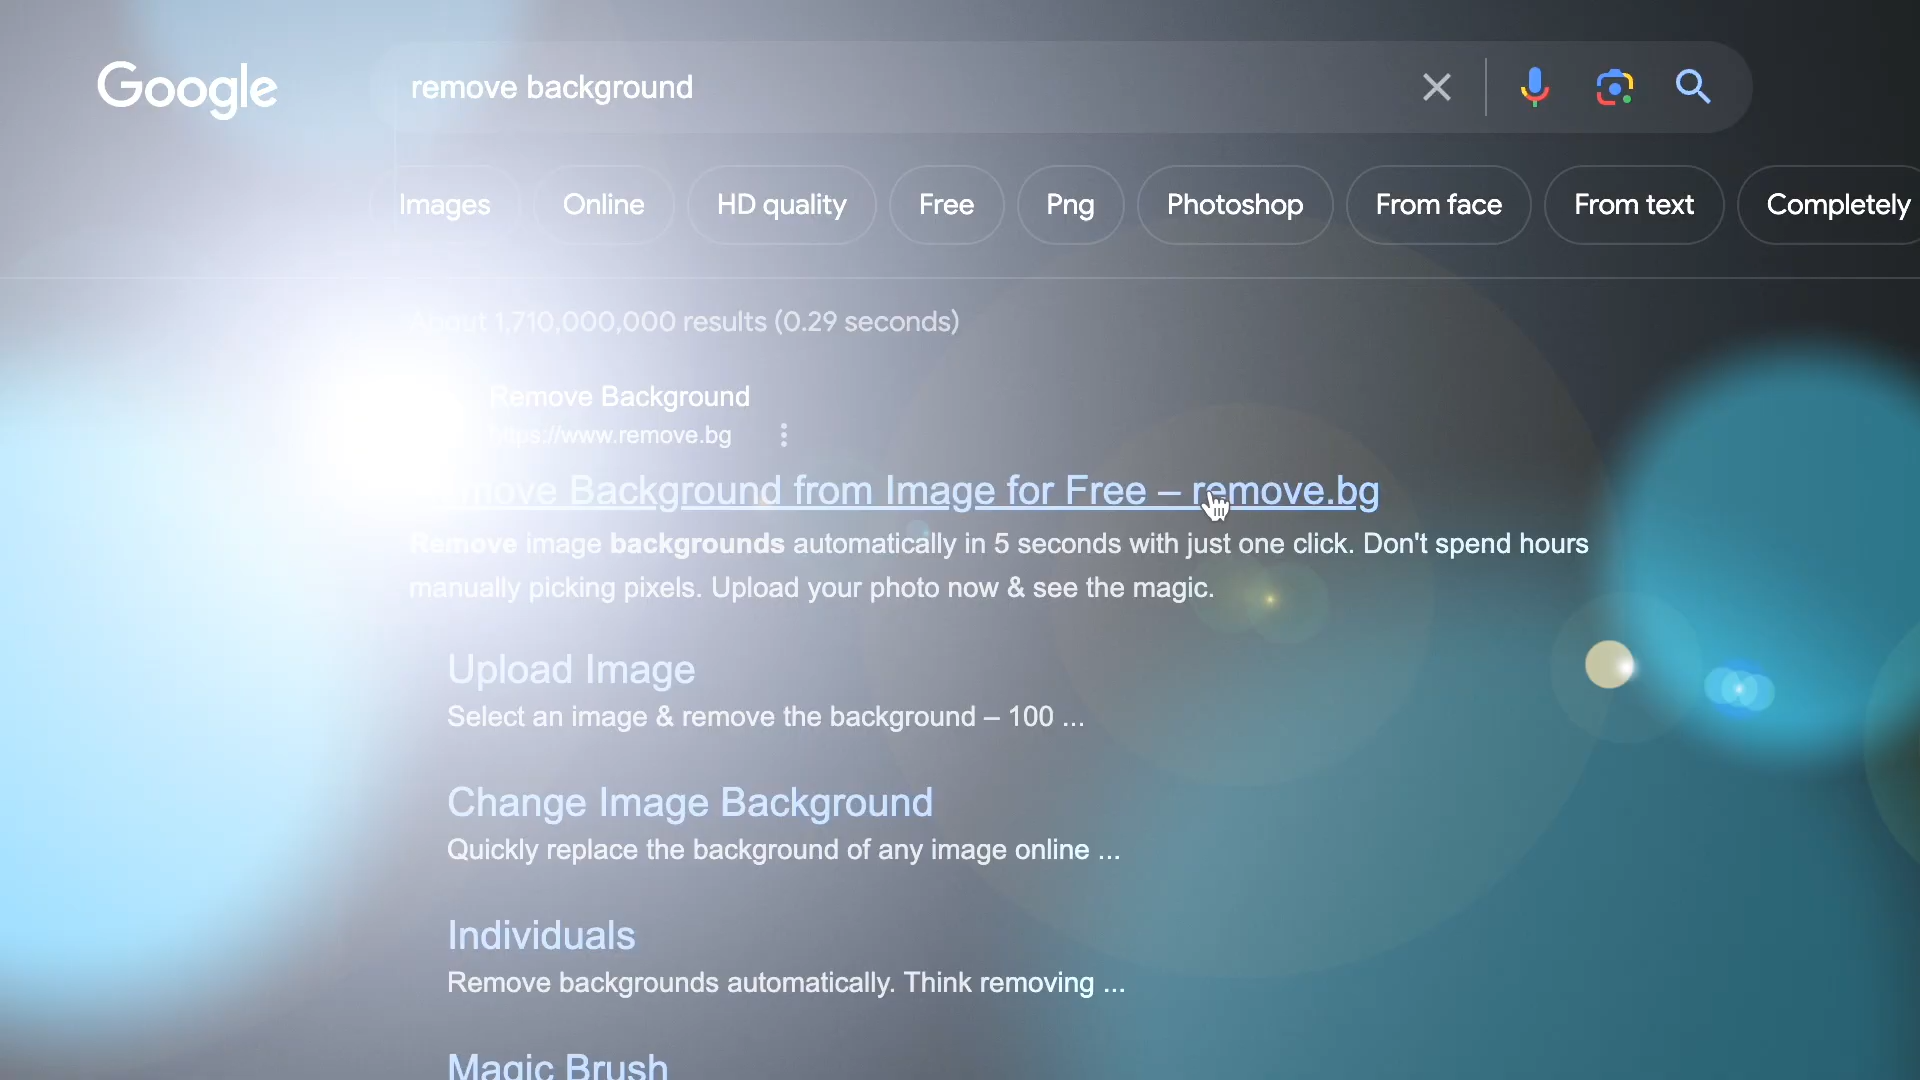 Google
remove background
Images Online HD quality Free Png Photoshop From face From text Completely
About 1,710,000,000 results (0.29 seconds)
Remove Background
https://www.remove.bg
Remove Background from Image for Free – remove.bg
Remove image backgrounds automatically in 5 seconds with just one click. Don't spend hours
manually picking pixels. Upload your photo now & see the magic.
Upload Image
Select an image & remove the background – 100 ...
Change Image Background
Quickly replace the background of any image online ...
Individuals
Remove backgrounds automatically. Think removing ...
Magic Brush